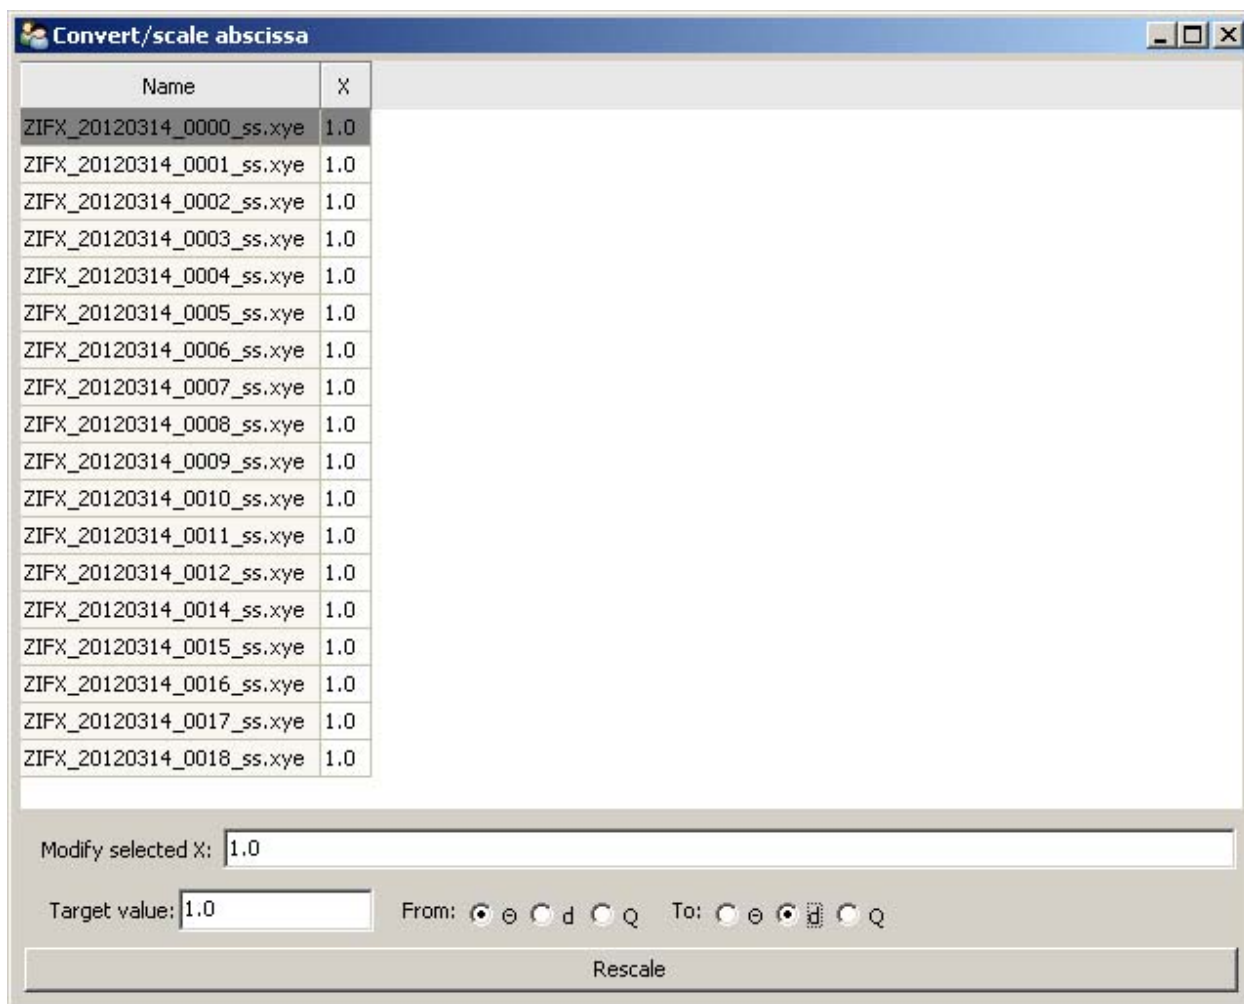 Convert/scale abscissa
Name X
ZIFX_20120314_0000_ss.xye 1.0
ZIFX_20120314_0001_ss.xye 1.0
ZIFX_20120314_0002_ss.xye 1.0
ZIFX_20120314_0003_ss.xye 1.0
ZIFX_20120314_0004_ss.xye 1.0
ZIFX_20120314_0005_ss.xye 1.0
ZIFX_20120314_0006_ss.xye 1.0
ZIFX_20120314_0007_ss.xye 1.0
ZIFX_20120314_0008_ss.xye 1.0
ZIFX_20120314_0009_ss.xye 1.0
ZIFX_20120314_0010_ss.xye 1.0
ZIFX_20120314_0011_ss.xye 1.0
ZIFX_20120314_0012_ss.xye 1.0
ZIFX_20120314_0014_ss.xye 1.0
ZIFX_20120314_0015_ss.xye 1.0
ZIFX_20120314_0016_ss.xye 1.0
ZIFX_20120314_0017_ss.xye 1.0
ZIFX_20120314_0018_ss.xye 1.0
Modify selected X: 1.0
Target value: 1.0 From: Θ d Q To: Θ d Q
Rescale